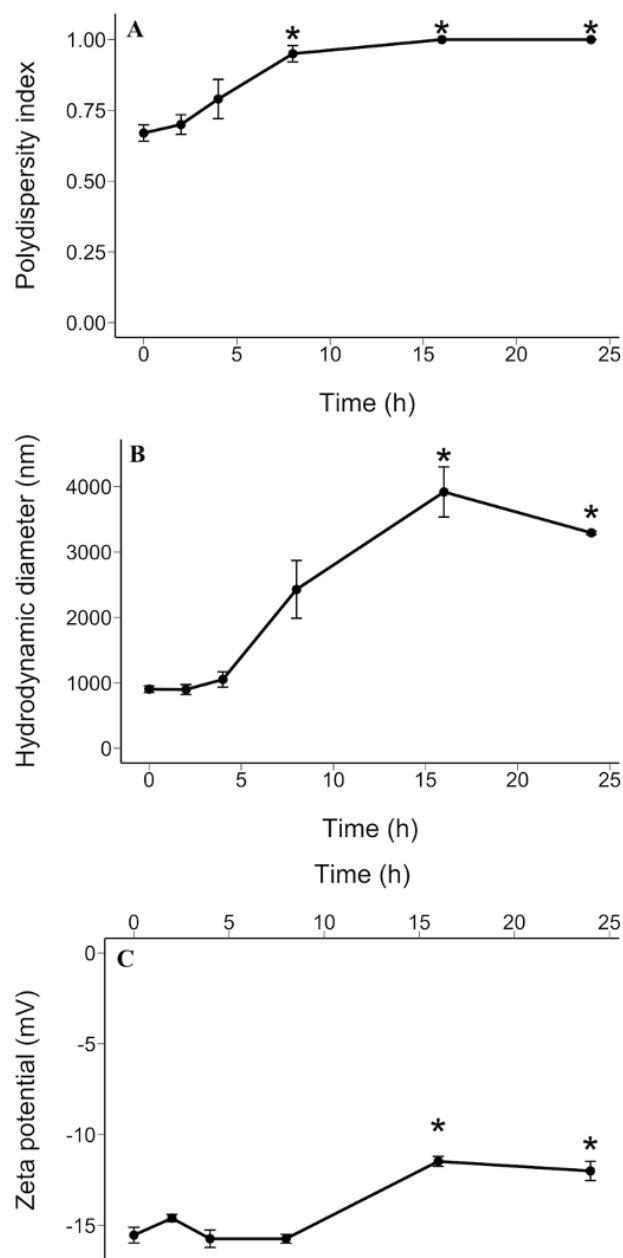 A
*
*
*
1.00
0.75
0.50
0.25
0.00
Polydispersity index
0 5 10 15 20 25
Time (h)
B
*
*
4000
3000
2000
1000
0
Hydrodynamic diameter (nm)
0 5 10 15 20 25
Time (h)
Time (h)
0 5 10 15 20 25
C
0
-5
-10
-15
Zeta potential (mV)
*
*